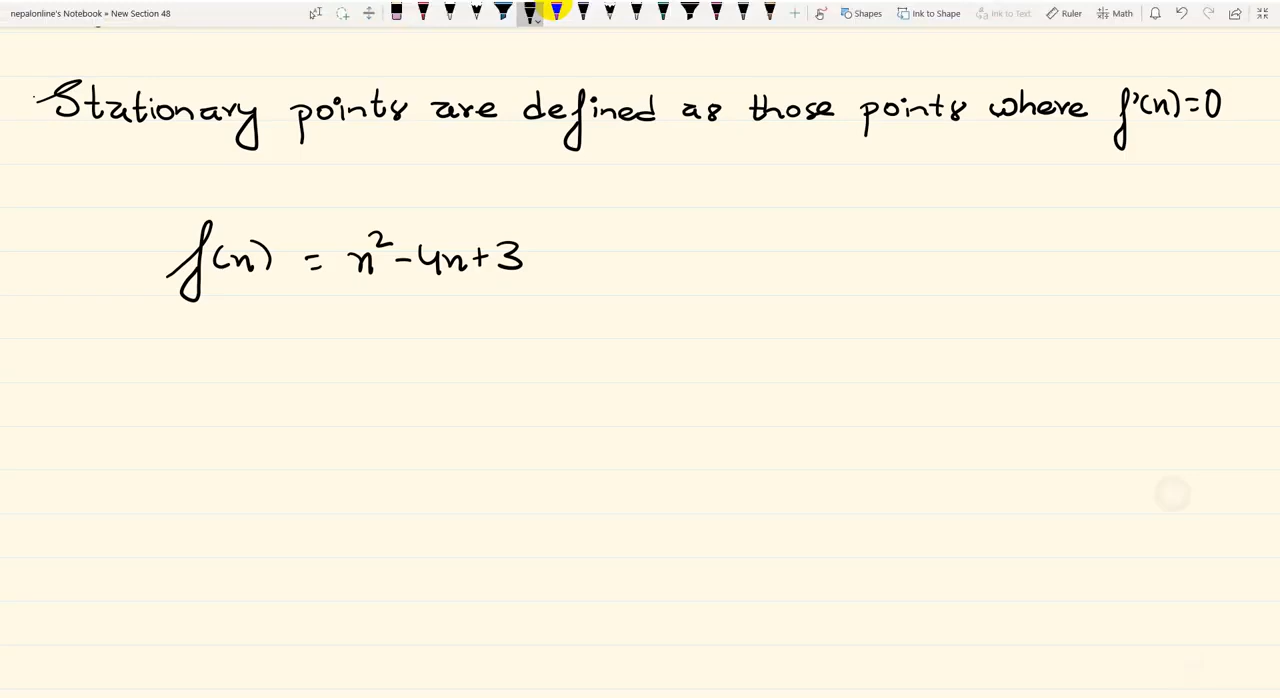 nepalonline's Notebook » New Section 48
Shapes Ink to Shape Ink to Text Ruler Math
Stationary points are defined as those points where f'(n)=0
f(n) = n²-4n+3